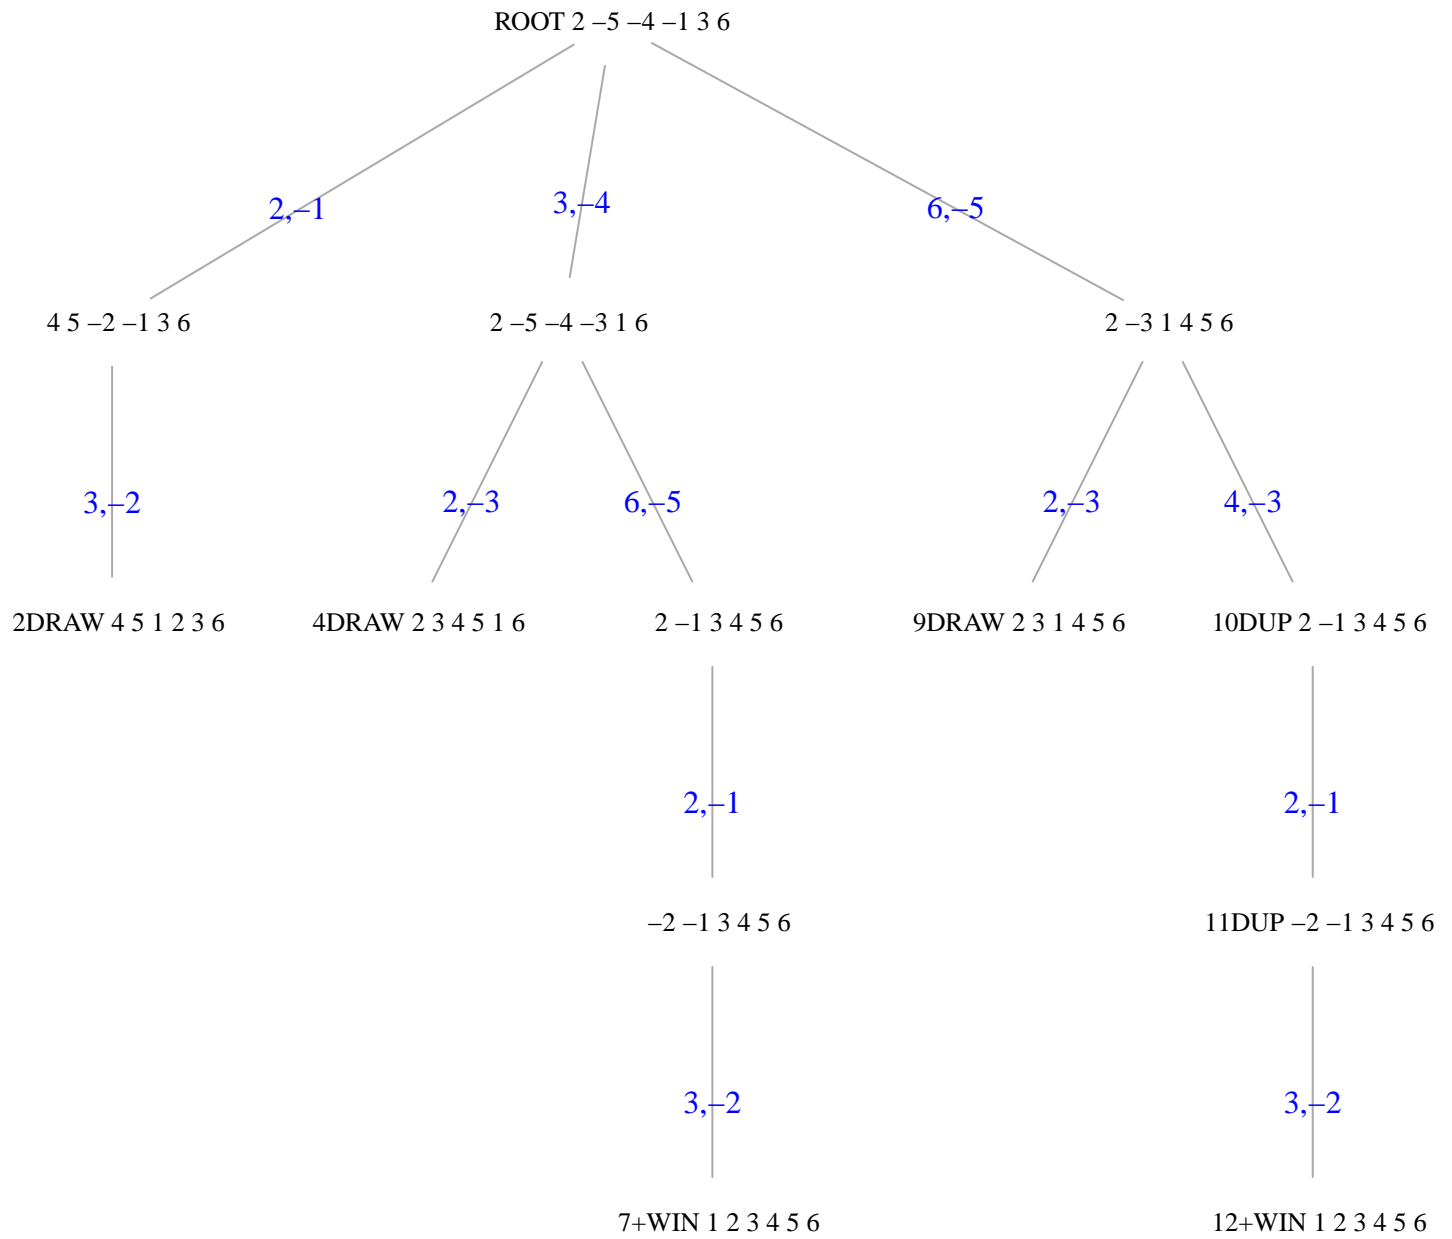 ROOT 2 –5 –4 –1 3 6
2,–1
3,–4
6,–5
4 5 –2 –1 3 6
2 –5 –4 –3 1 6
2 –3 1 4 5 6
3,–2
2,–3
6,–5
2,–3
4,–3
2DRAW 4 5 1 2 3 6
4DRAW 2 3 4 5 1 6
2 –1 3 4 5 6
9DRAW 2 3 1 4 5 6
10DUP 2 –1 3 4 5 6
2,–1
2,–1
–2 –1 3 4 5 6
11DUP –2 –1 3 4 5 6
3,–2
3,–2
7+WIN 1 2 3 4 5 6
12+WIN 1 2 3 4 5 6